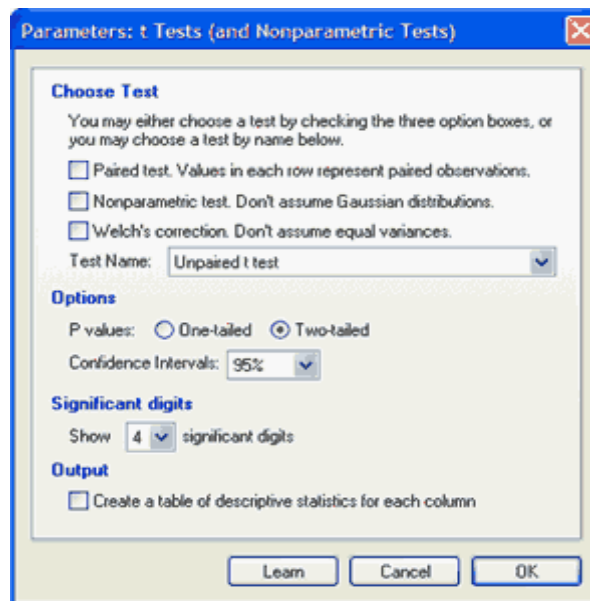 Parameters: t Tests (and Nonparametric Tests)
Choose Test
You may either choose a test by checking the three option boxes, or
you may choose a test by name below.
Paired test. Values in each row represent paired observations.
Nonparametric test. Don't assume Gaussian distributions.
Welch's correction. Don't assume equal variances.
Test Name: Unpaired t test
Options
P values: One-tailed Two-tailed
Confidence Intervals: 95%
Significant digits
Show 4 significant digits
Output
Create a table of descriptive statistics for each column
Learn Cancel OK